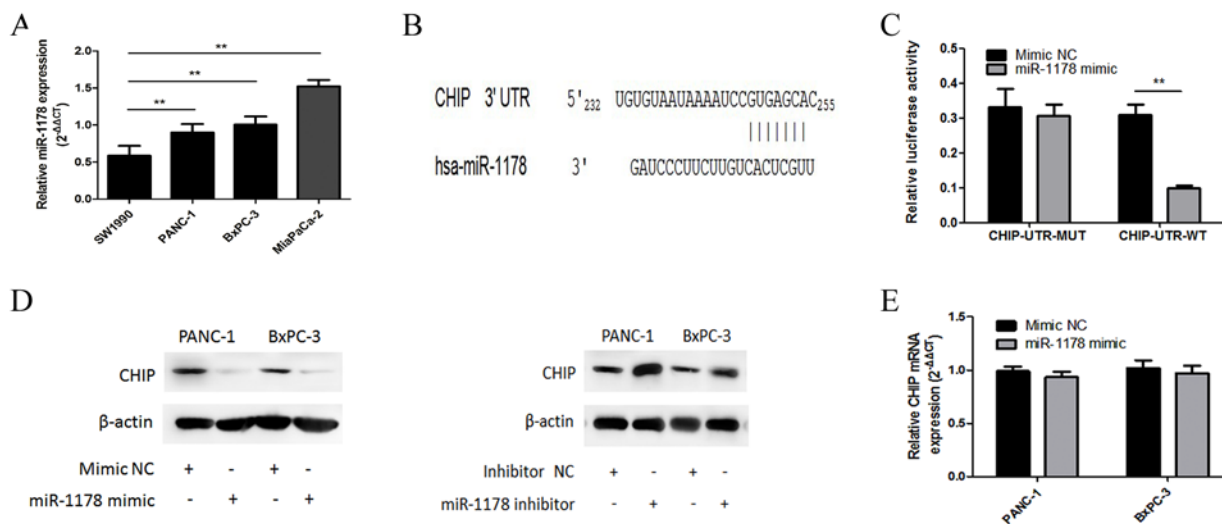 A
Relative miR-1178 expression
(2^-ΔΔCT)
2.0
1.5
1.0
0.5
0.0
**
**
**
SW1990
PANC-1
BxPC-3
MiaPaCa-2
B
CHIP 3'UTR 5'232 UGUGUAAUAAAAUCCGUGAGCAC255
|||||||
hsa-miR-1178 3' GAUCCCUUCUUGUCACUCGUU
C
Relative luciferase activity
0.5
0.4
0.3
0.2
0.1
0.0
Mimic NC
miR-1178 mimic
**
CHIP-UTR-MUT
CHIP-UTR-WT
D
PANC-1 BxPC-3
CHIP
β-actin
Mimic NC + - + -
miR-1178 mimic - + - +
PANC-1 BxPC-3
CHIP
β-actin
Inhibitor NC + - + -
miR-1178 inhibitor - + - +
E
Relative CHIP mRNA
expression (2^-ΔΔCT)
1.5
1.0
0.5
0.0
Mimic NC
miR-1178 mimic
PANC-1
BxPC-3